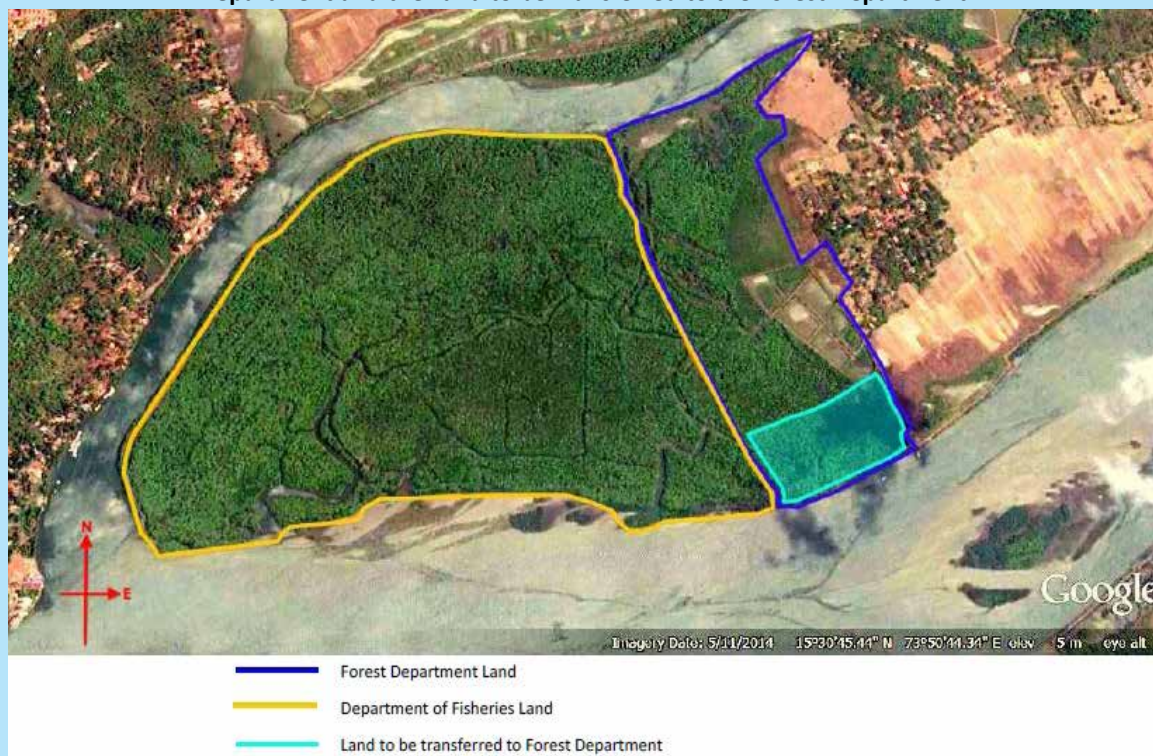 N
E
Google
Imagery Date: 5/11/2014 15°30'45.44" N 73°50'44.34" E elev 5 m eye alt
Forest Department Land
Department of Fisheries Land
Land to be transferred to Forest Department